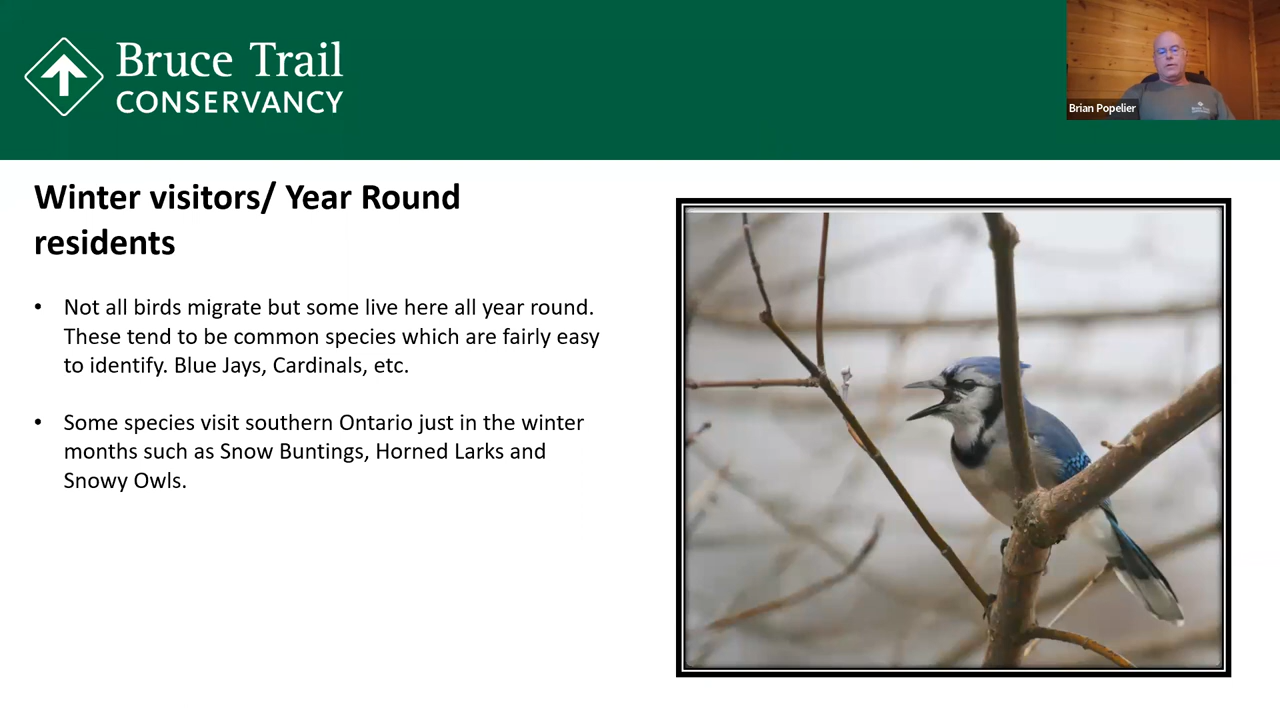 Bruce Trail
CONSERVANCY
Brian Popelier
Winter visitors/ Year Round
residents
• Not all birds migrate but some live here all year round.
These tend to be common species which are fairly easy
to identify. Blue Jays, Cardinals, etc.
• Some species visit southern Ontario just in the winter
months such as Snow Buntings, Horned Larks and
Snowy Owls.